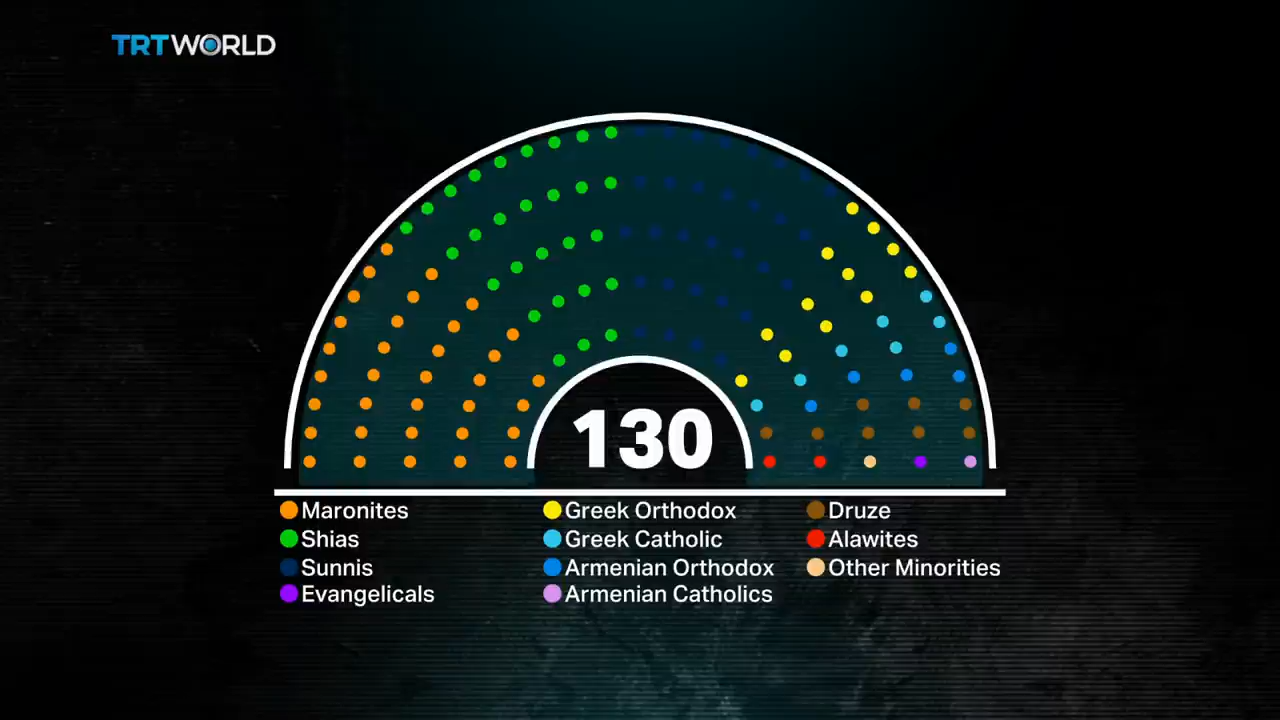 TRTWORLD
130
Maronites
Shias
Sunnis
Evangelicals
Greek Orthodox
Greek Catholic
Armenian Orthodox
Armenian Catholics
Druze
Alawites
Other Minorities